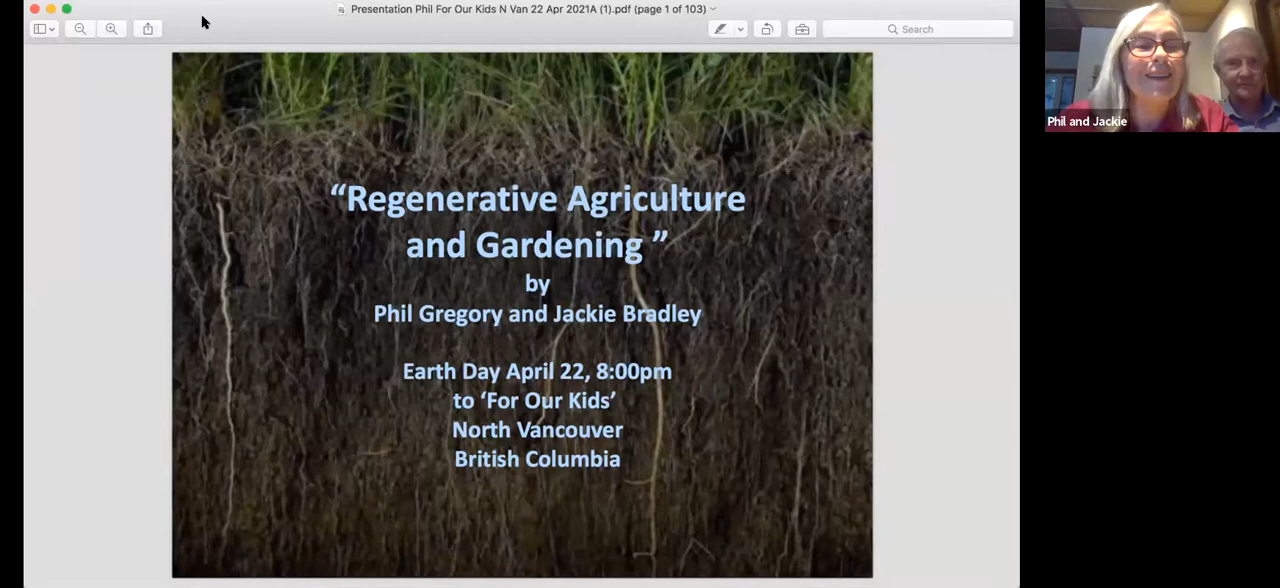 Presentation Phil For Our Kids N Van 22 Apr 2021A (1).pdf (page 1 of 103)
Search
Phil and Jackie
“Regenerative Agriculture
and Gardening ”
by
Phil Gregory and Jackie Bradley
Earth Day April 22, 8:00pm
to ‘For Our Kids’
North Vancouver
British Columbia